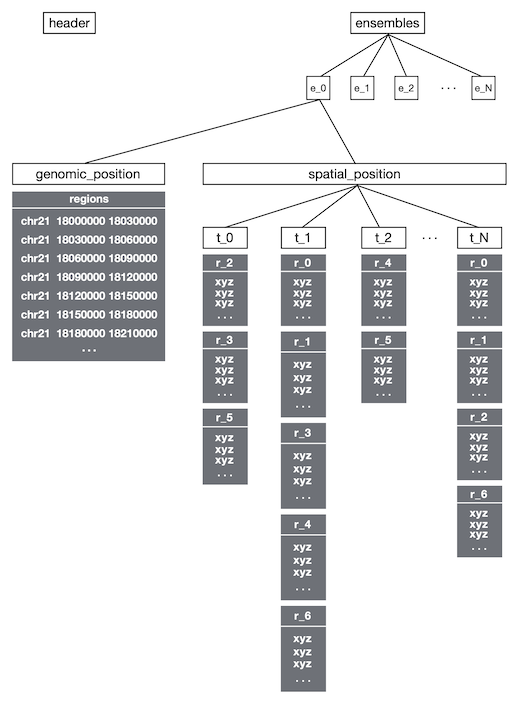 header
ensembles
e_0
e_1
e_2
...
e_N
genomic_position
spatial_position
regions
chr21 18000000 18030000
chr21 18030000 18060000
chr21 18060000 18090000
chr21 18090000 18120000
chr21 18120000 18150000
chr21 18150000 18180000
chr21 18180000 18210000
...
t_0
r_2
xyz
xyz
xyz
...
r_3
xyz
xyz
xyz
...
r_5
xyz
xyz
xyz
...
t_1
r_0
xyz
xyz
xyz
...
r_1
xyz
xyz
xyz
...
r_3
xyz
xyz
xyz
...
r_4
xyz
xyz
xyz
...
r_6
xyz
xyz
xyz
...
t_2
r_4
xyz
xyz
xyz
...
r_5
xyz
xyz
xyz
...
...
t_N
r_0
xyz
xyz
xyz
...
r_1
xyz
xyz
xyz
...
r_2
xyz
xyz
xyz
...
r_6
xyz
xyz
xyz
...